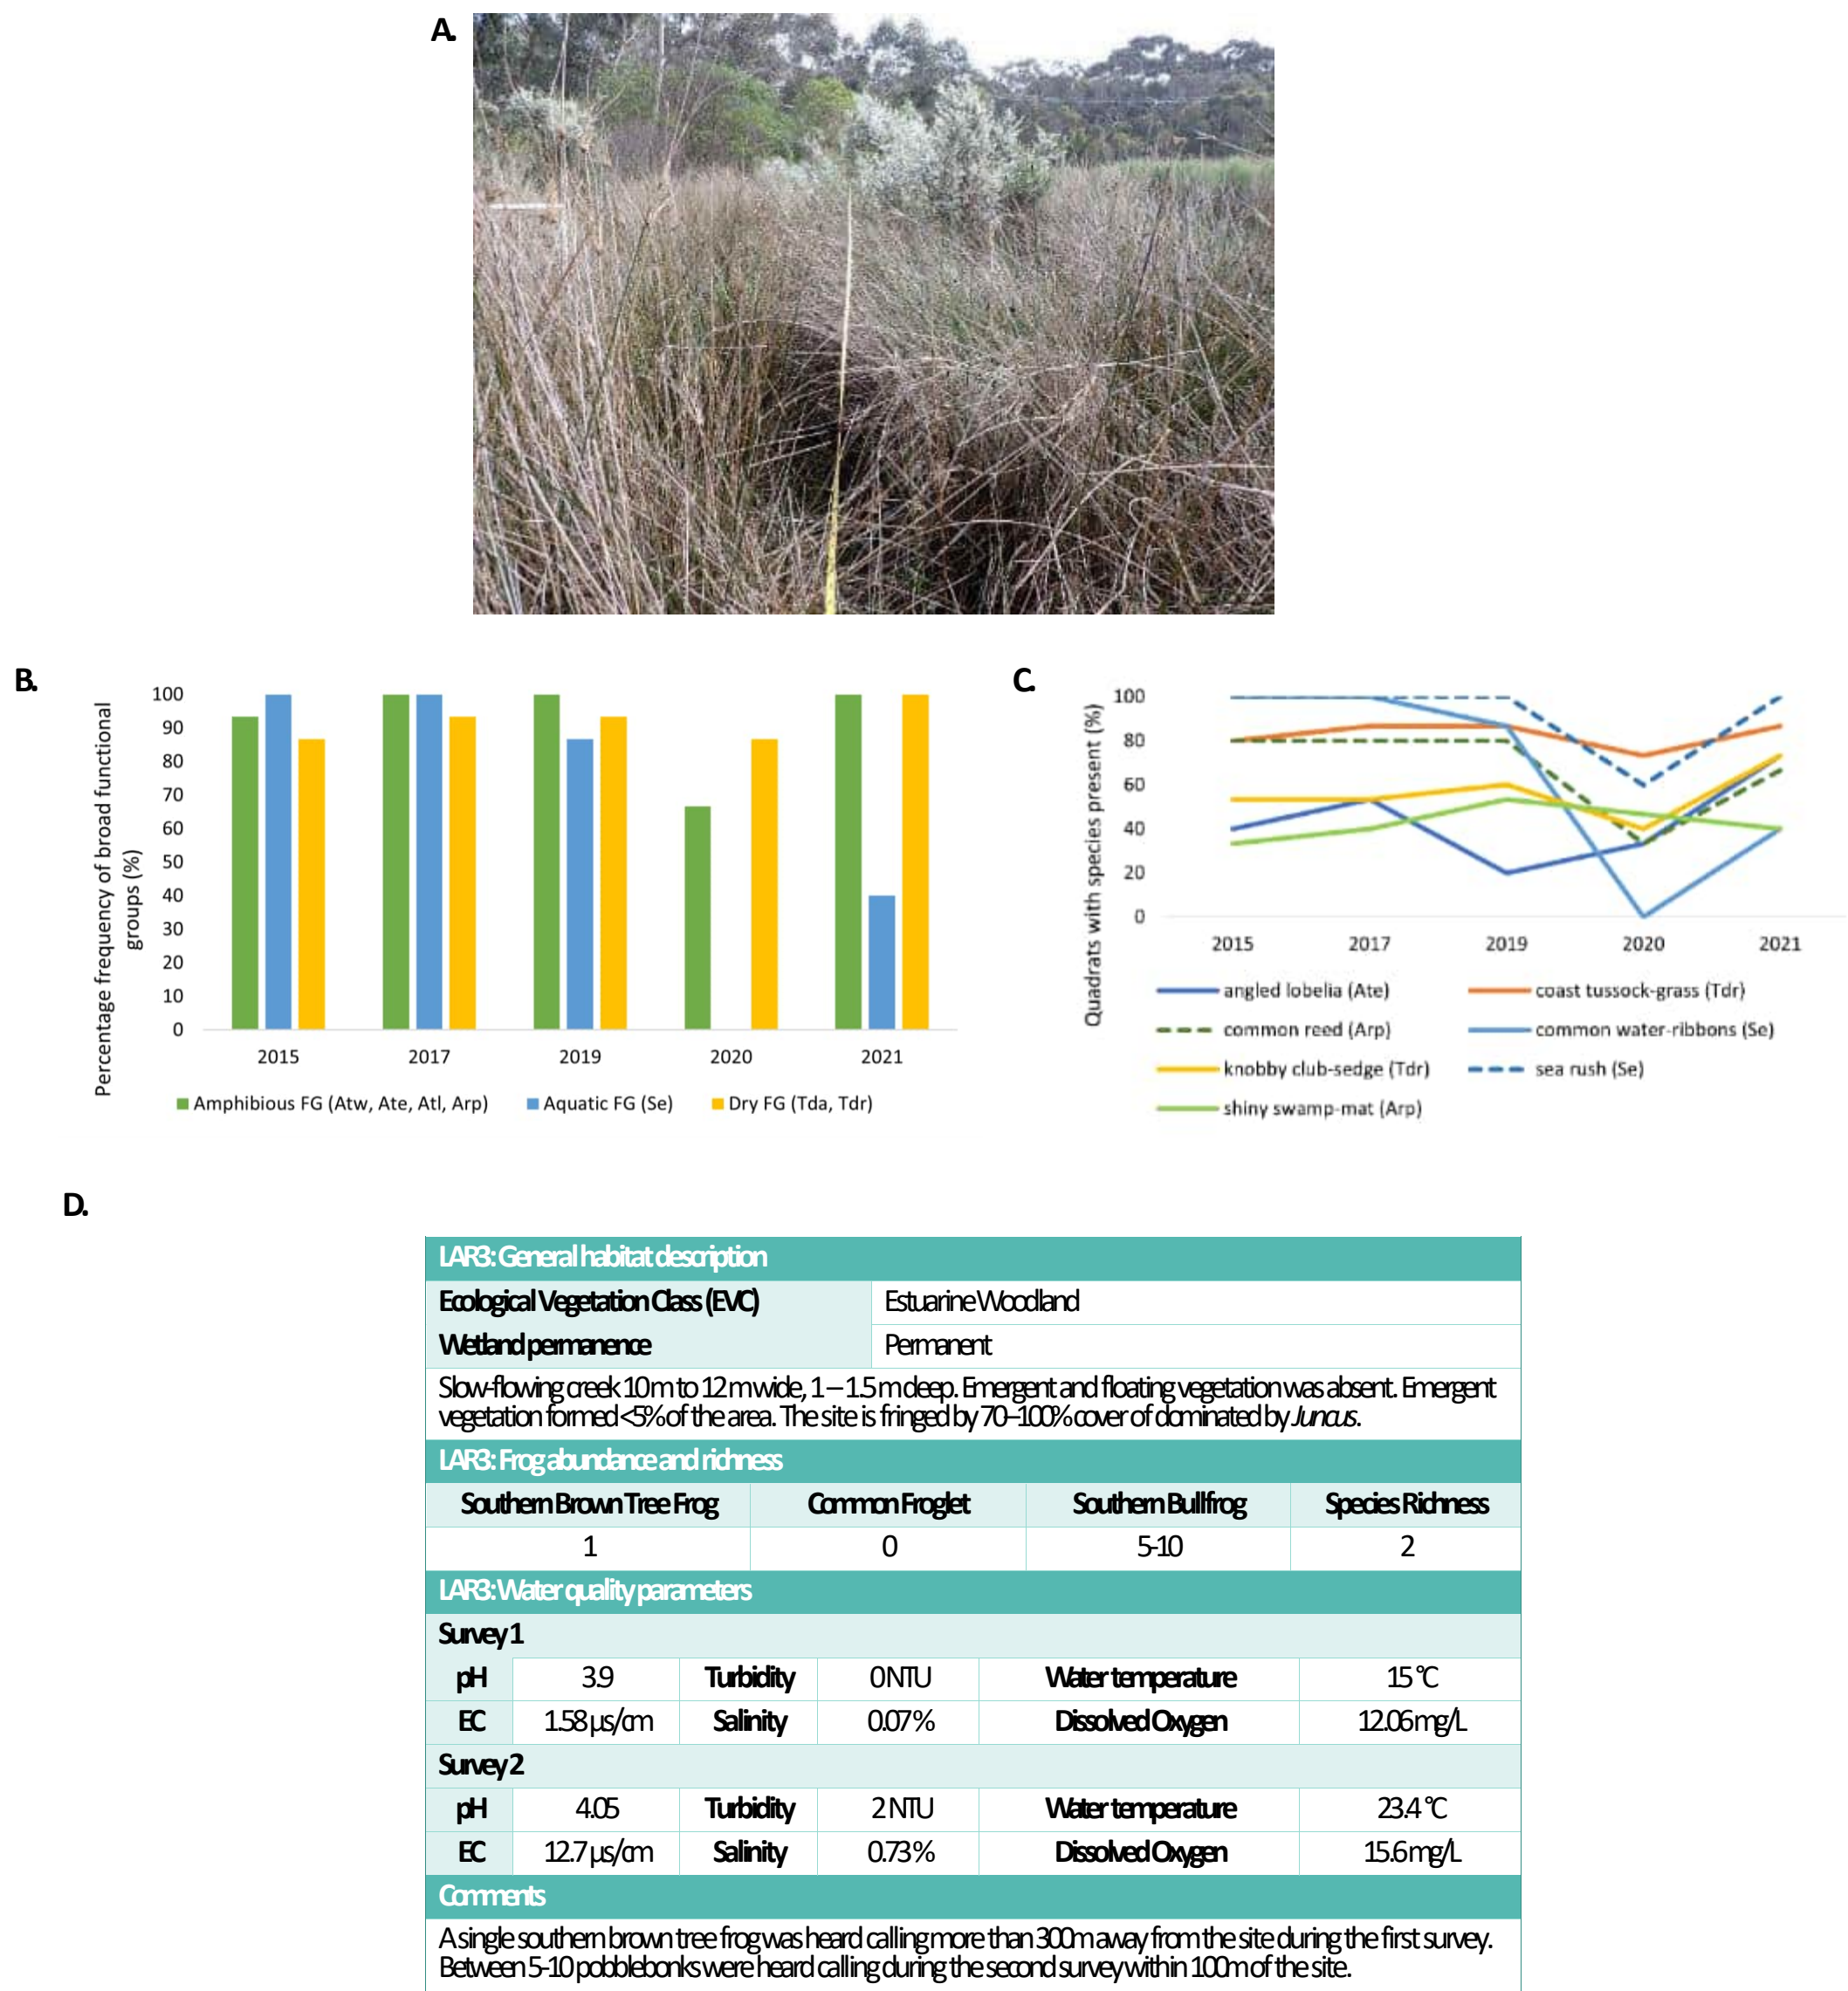 A.
B.
Percentage frequency of broad functional
groups (%)
100
90
80
70
60
50
40
30
20
10
0
2015 2017 2019 2020 2021
Amphibious FG (Atw, Ate, Atl, Arp) Aquatic FG (Se) Dry FG (Tda, Tdr)
C.
Quadrats with species present (%)
100
80
60
40
20
0
2015 2017 2019 2020 2021
angled lobelia (Ate) coast tussock-grass (Tdr)
common reed (Arp) common water-ribbons (Se)
knobby club-sedge (Tdr) sea rush (Se)
shiny swamp-mat (Arp)
D.
LAR3: General habitat description
Ecological Vegetation Class (EVC) Estuarine Woodland
Wetland permanence Permanent
Slow-flowing creek 10 m to 12 m wide, 1 – 1.5 m deep. Emergent and floating vegetation was absent. Emergent
vegetation formed <5% of the area. The site is fringed by 70–100% cover of dominated by Juncus.
LAR3: Frog abundance and richness
Southern Brown Tree Frog Common Froglet Southern Bullfrog Species Richness
1 0 5-10 2
LAR3: Water quality parameters
Survey 1
pH 3.9 Turbidity 0 NTU Water temperature 15 °C
EC 1.58 µs/cm Salinity 0.07 % Dissolved Oxygen 12.06 mg/L
Survey 2
pH 4.05 Turbidity 2 NTU Water temperature 23.4 °C
EC 12.7 µs/cm Salinity 0.73 % Dissolved Oxygen 15.6 mg/L
Comments
A single southern brown tree frog was heard calling more than 300m away from the site during the first survey.
Between 5-10 pobblebonks were heard calling during the second survey within 100m of the site.